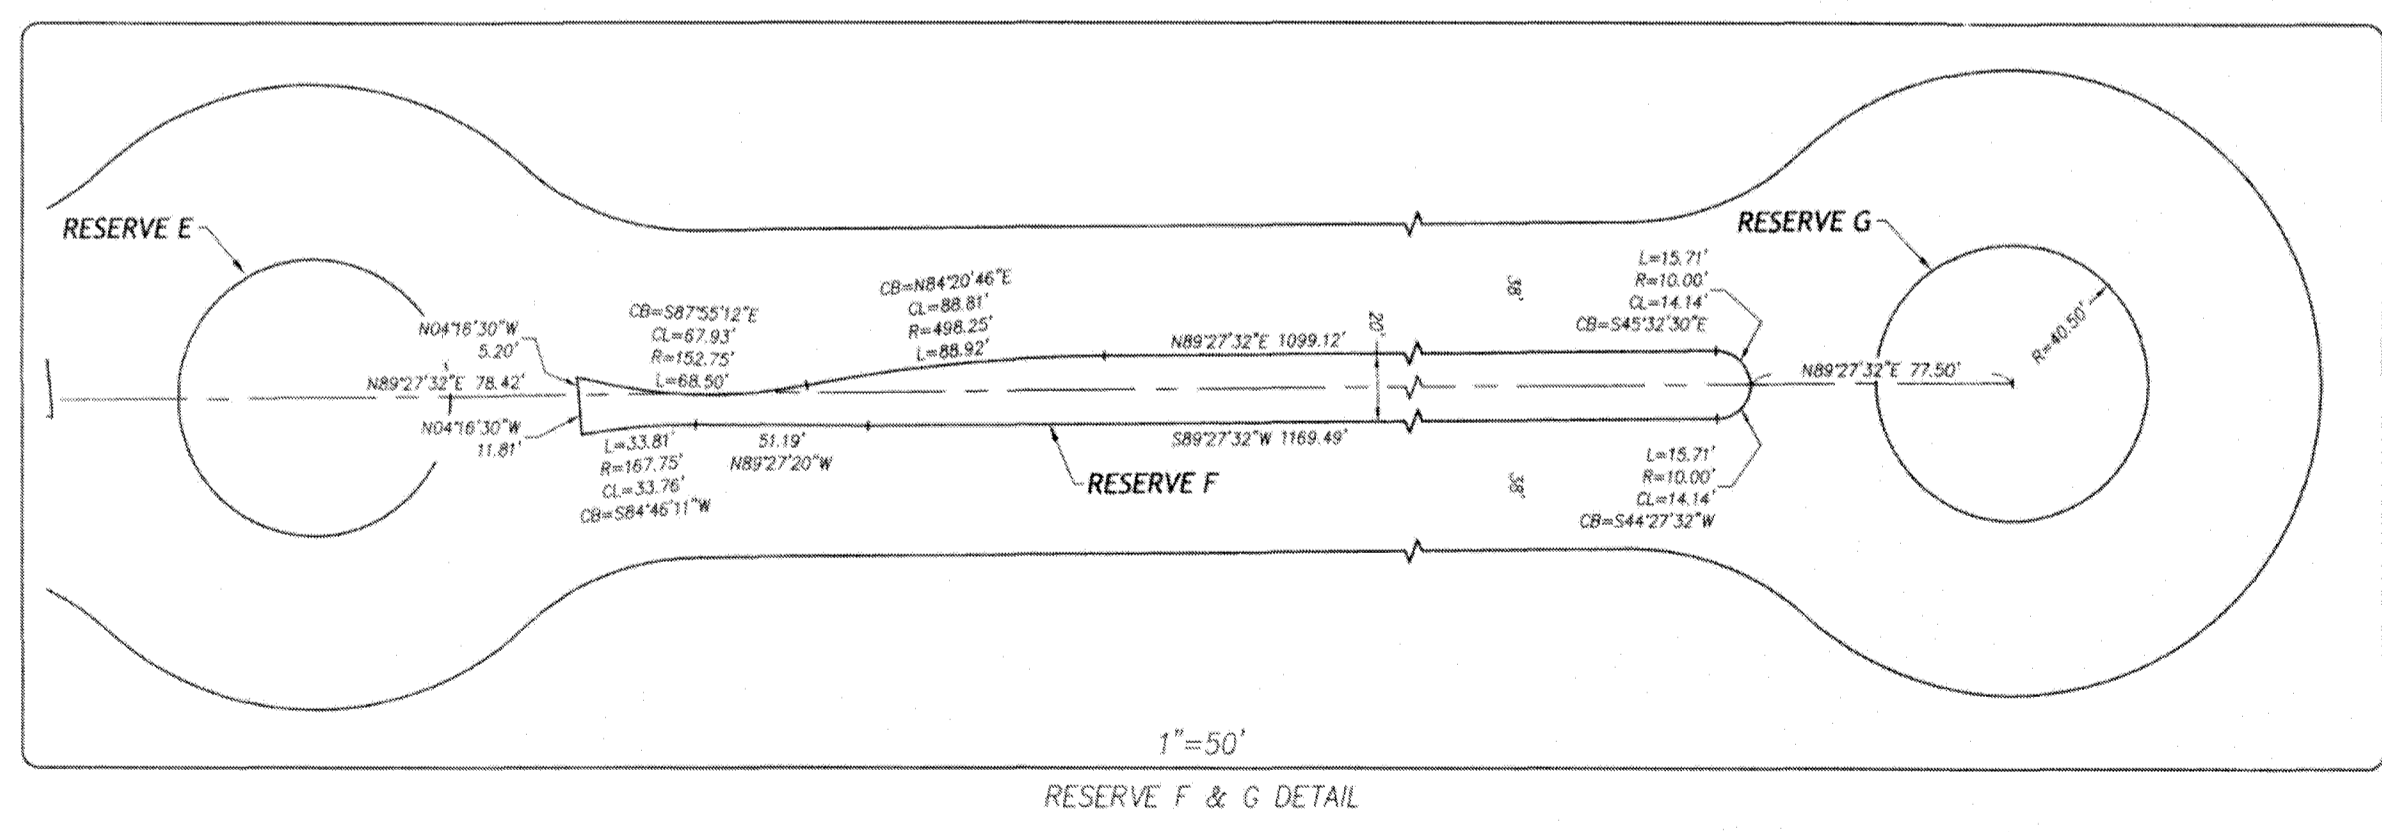 RESERVE E
N04°16'30"W
5.20'
N89°27'32"E 78.42'
N04°16'30"W
11.81'
CB=S87°55'12"E
CL=67.93'
R=152.75'
L=68.50'
CB=N84°20'46"E
CL=88.81'
R=498.25'
L=88.92'
L=33.81'
R=167.75'
CL=33.76'
CB=S84°46'11"W
51.19'
N89°27'20"W
N89°27'32"E 1099.12'
20'
S89°27'32"W 1169.49'
RESERVE F
38'
38'
L=15.71'
R=10.00'
CL=14.14'
CB=S45°32'30"E
L=15.71'
R=10.00'
CL=14.14'
CB=S44°27'32"W
RESERVE G
R=40.50'
N89°27'32"E 77.50'
1"=50'
RESERVE F & G DETAIL